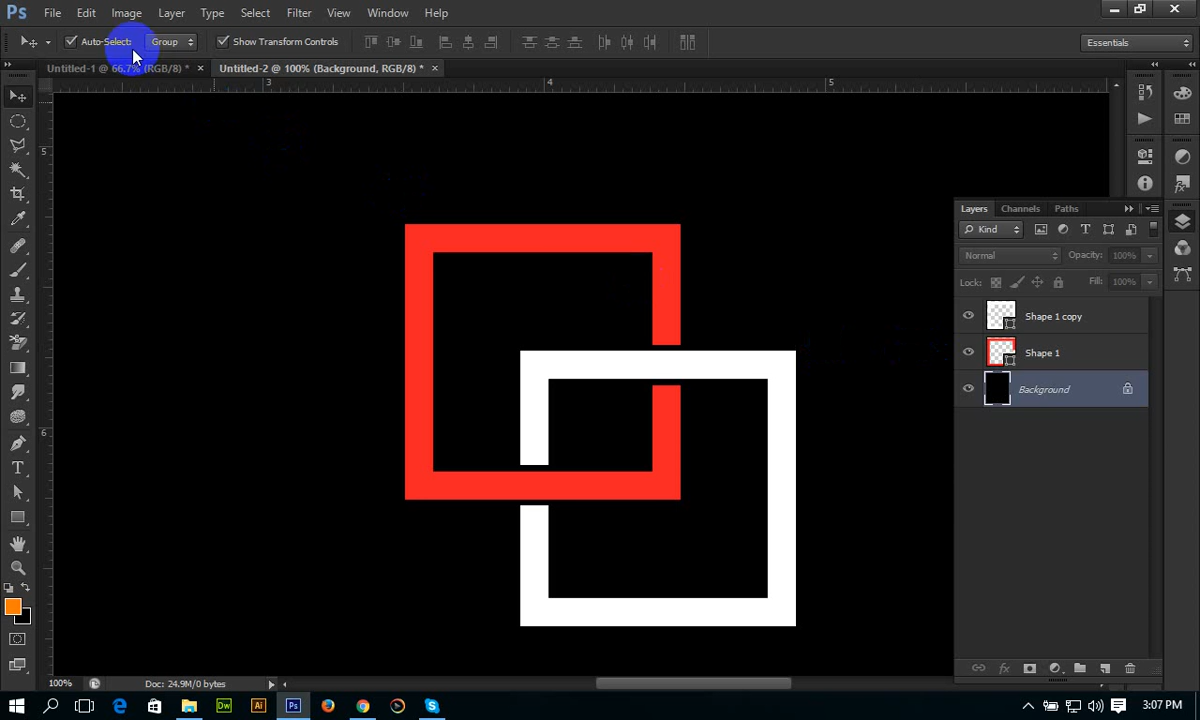 Ps File Edit Image Layer Type Select Filter View Window Help
Auto-Select: Group Show Transform Controls Essentials
Untitled-1 @ 66.7% (RGB/8) * × Untitled-2 @ 100% (Background, RGB/8) * ×
3 4 5
5
6
Layers Channels Paths
Kind
Normal Opacity: 100%
Lock: Fill: 100%
Shape 1 copy
Shape 1
Background
100% Doc: 24.9M/0 bytes
Dw Ai Ps 3:07 PM